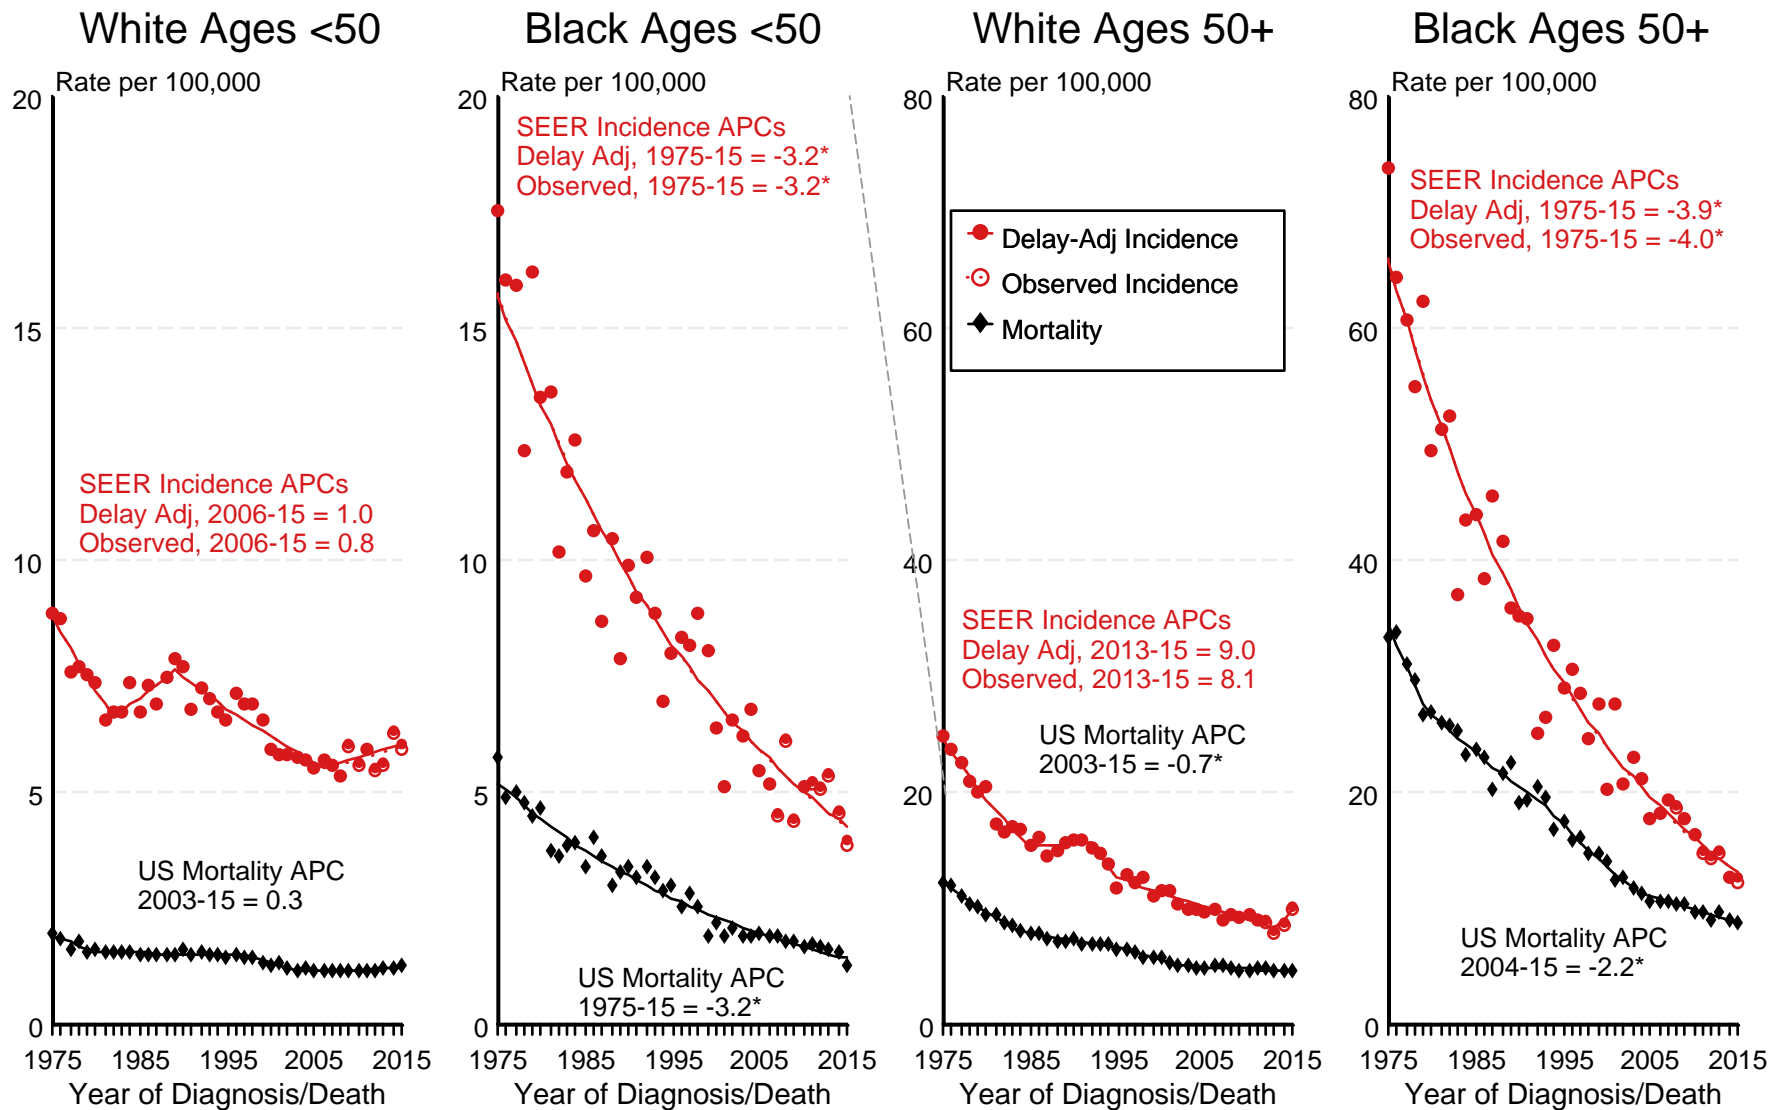 White Ages <50
Rate per 100,000
20
15
10
5
0
SEER Incidence APCs
Delay Adj, 2006-15 = 1.0
Observed, 2006-15 = 0.8
US Mortality APC
2003-15 = 0.3
1975 1985 1995 2005 2015
Year of Diagnosis/Death
Black Ages <50
Rate per 100,000
20
15
10
5
0
SEER Incidence APCs
Delay Adj, 1975-15 = -3.2*
Observed, 1975-15 = -3.2*
US Mortality APC
1975-15 = -3.2*
1975 1985 1995 2005 2015
Year of Diagnosis/Death
White Ages 50+
Rate per 100,000
80
60
40
20
0
Delay-Adj Incidence
Observed Incidence
Mortality
SEER Incidence APCs
Delay Adj, 2013-15 = 9.0
Observed, 2013-15 = 8.1
US Mortality APC
2003-15 = -0.7*
1975 1985 1995 2005 2015
Year of Diagnosis/Death
Black Ages 50+
Rate per 100,000
80
60
40
20
0
SEER Incidence APCs
Delay Adj, 1975-15 = -3.9*
Observed, 1975-15 = -4.0*
US Mortality APC
2004-15 = -2.2*
1975 1985 1995 2005 2015
Year of Diagnosis/Death